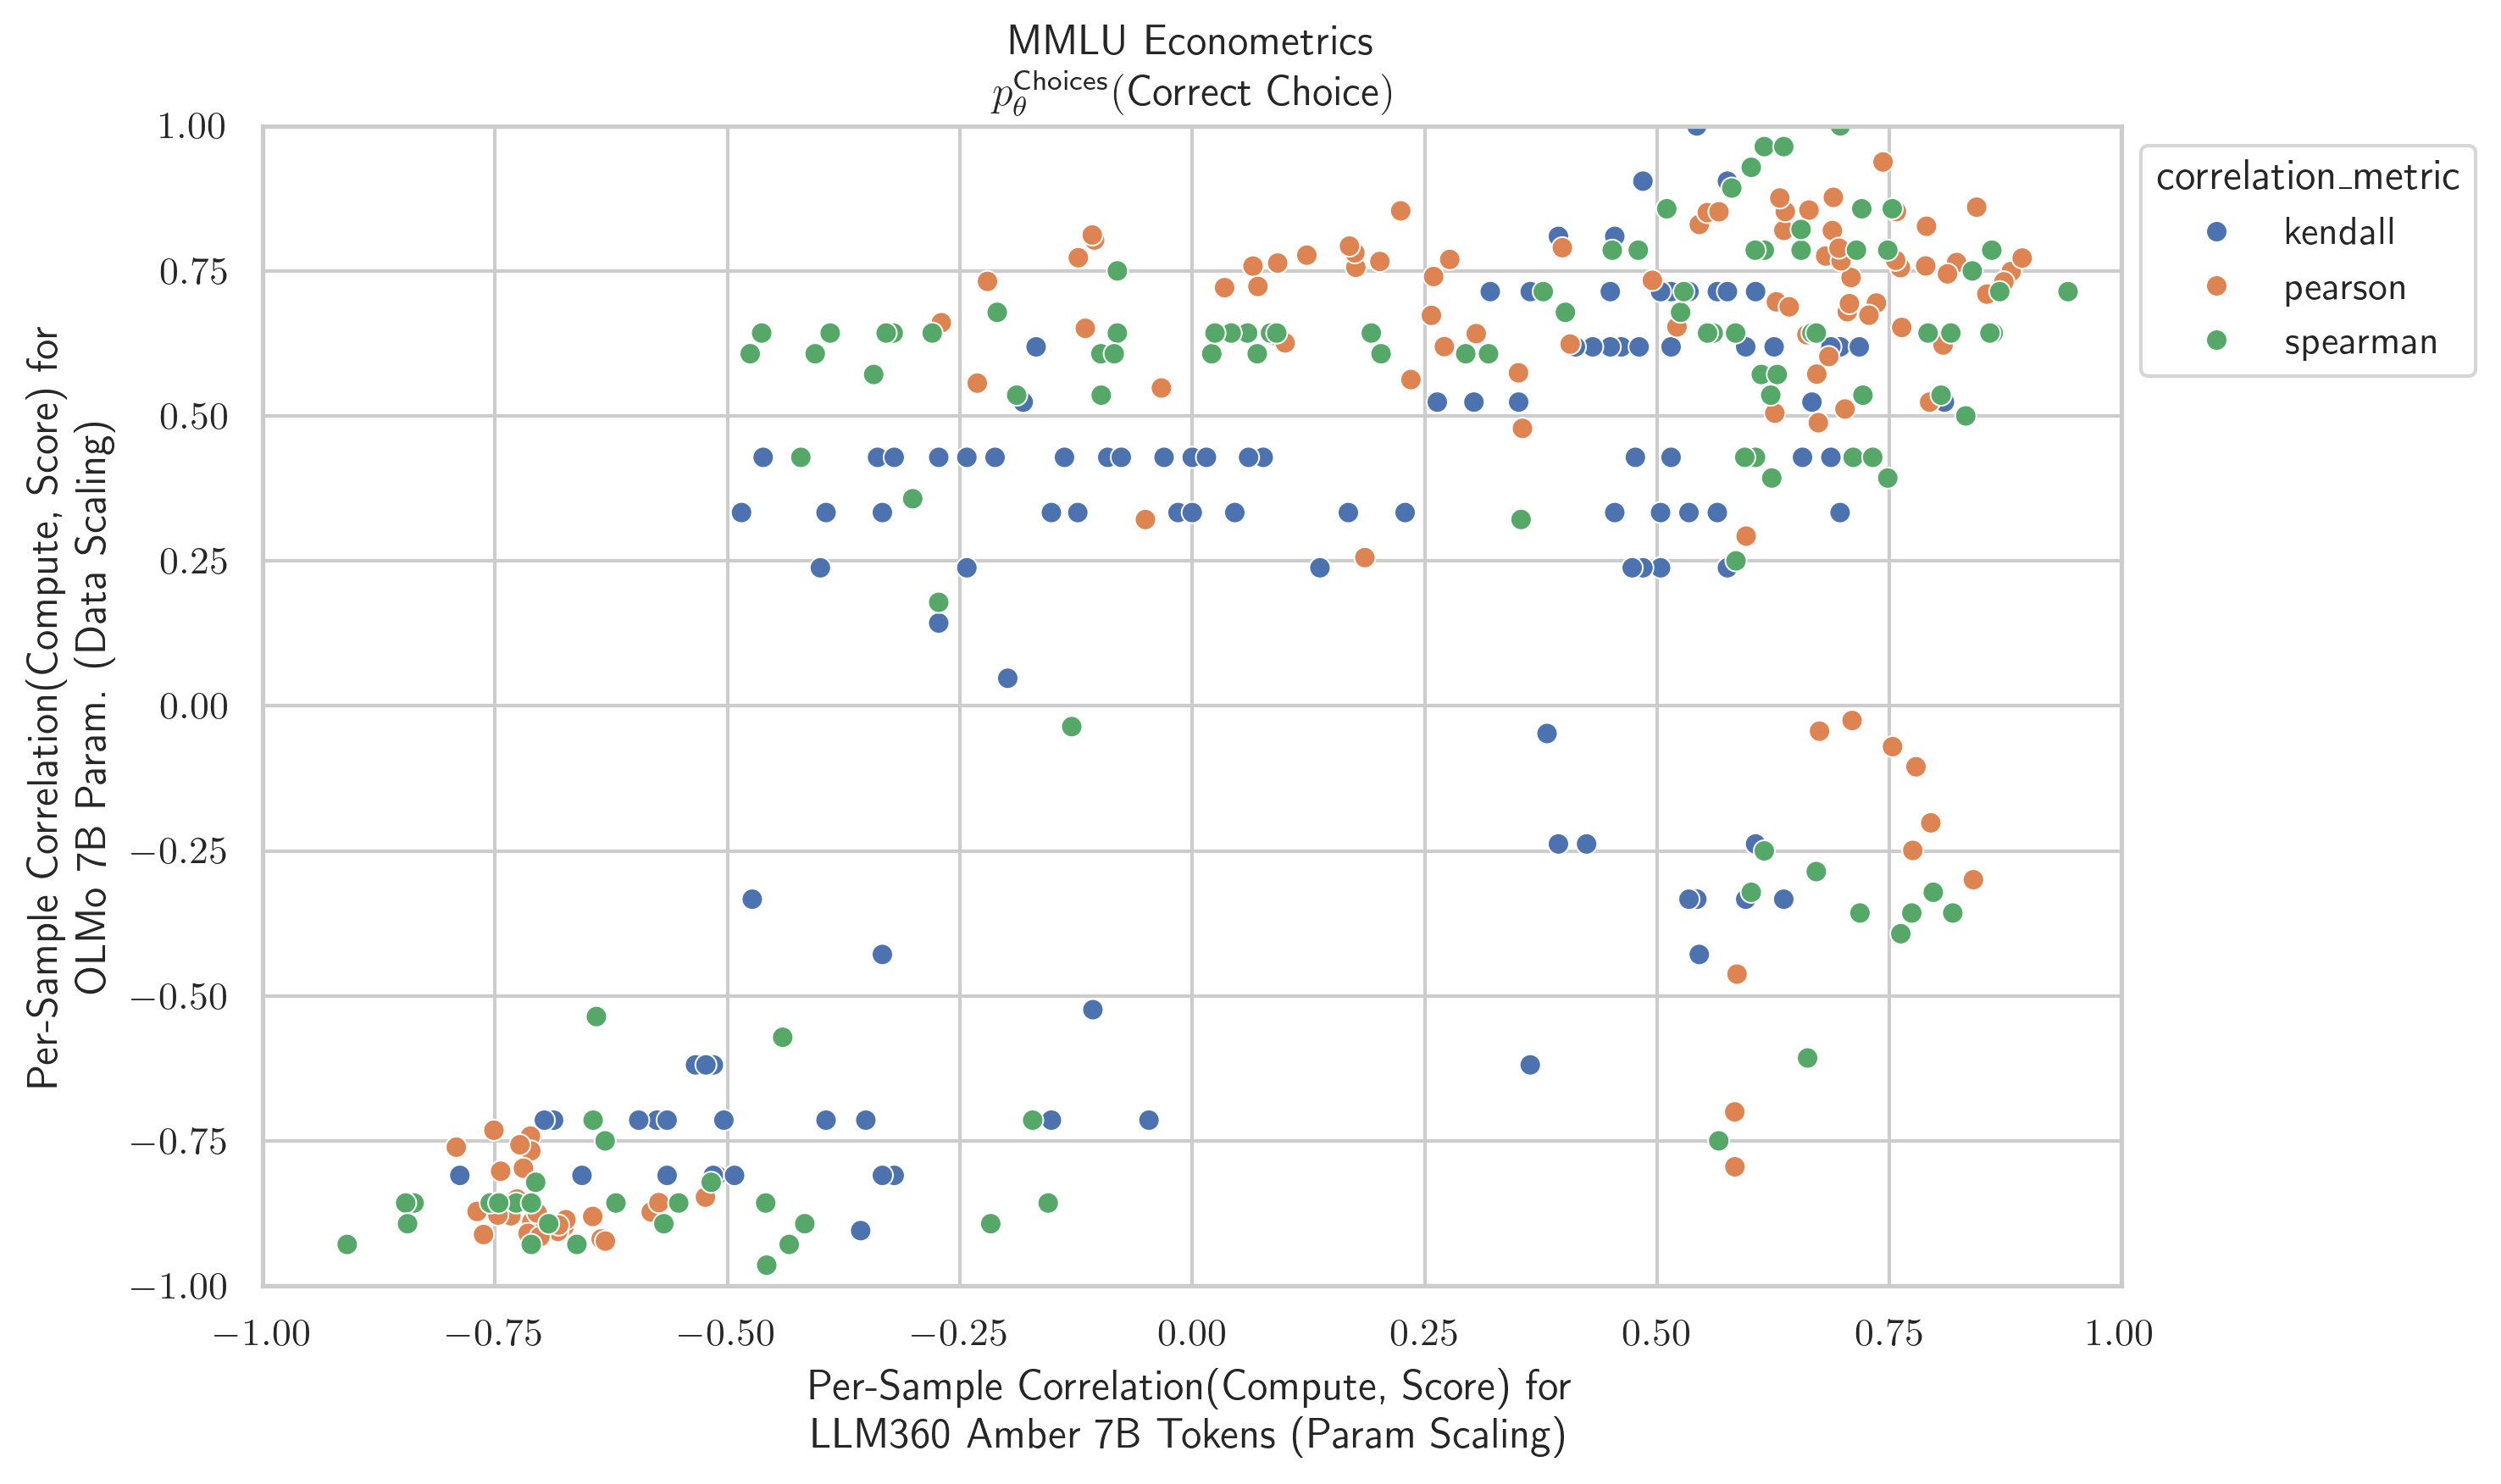 MMLU Econometrics
p_θ^Choices(Correct Choice)
Per-Sample Correlation(Compute, Score) for
OLMo 7B Param. (Data Scaling)
1.00
0.75
0.50
0.25
0.00
−0.25
−0.50
−0.75
−1.00
−1.00 −0.75 −0.50 −0.25 0.00 0.25 0.50 0.75 1.00
Per-Sample Correlation(Compute, Score) for
LLM360 Amber 7B Tokens (Param Scaling)
correlation_metric
kendall
pearson
spearman